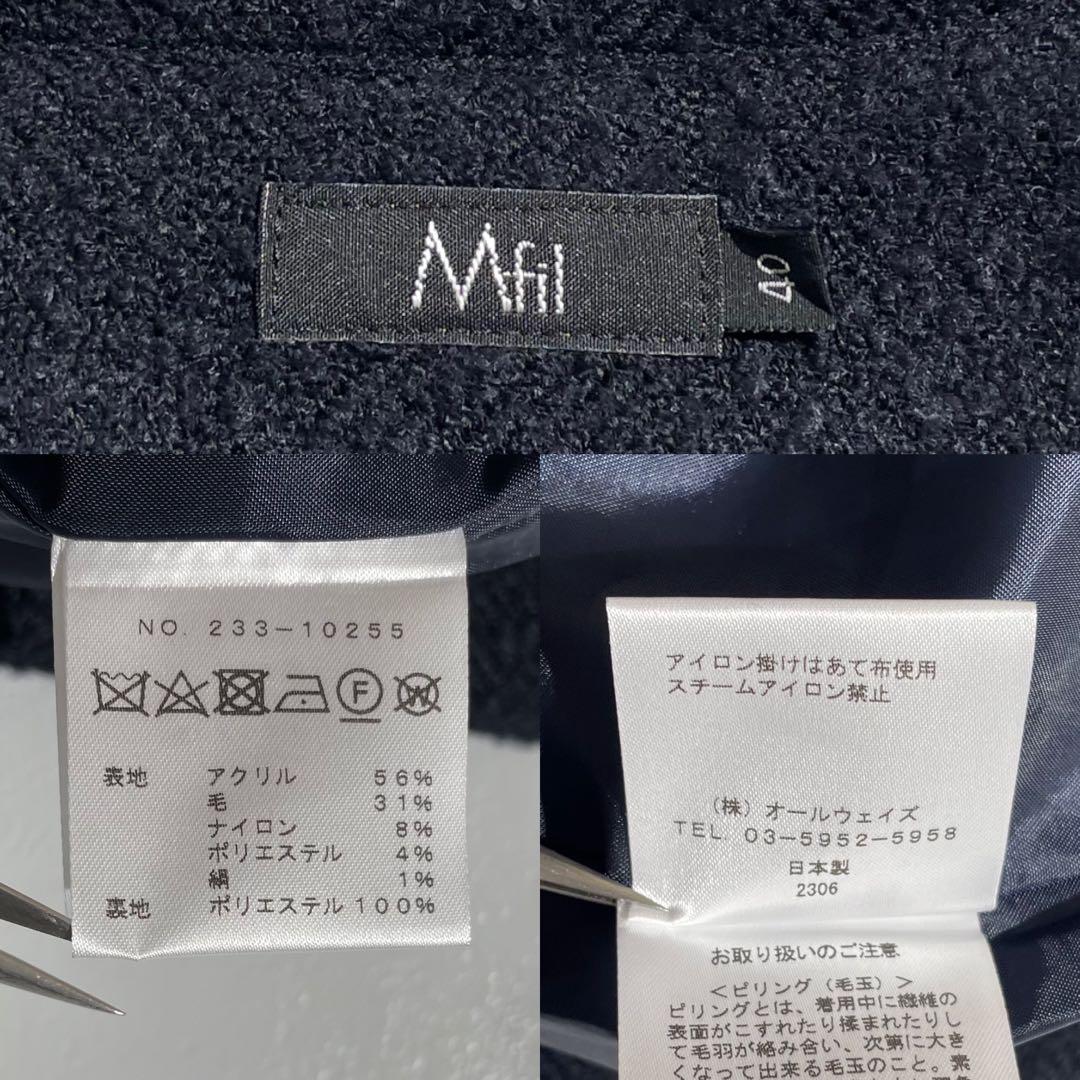 Mfil
40
NO. 233-10255
F
W
表地 アクリル 56%
毛 31%
ナイロン 8%
ポリエステル 4%
絹 1%
裏地 ポリエステル 100%
アイロン掛けはあて布使用
スチームアイロン禁止
(株)オールウェイズ
TEL. 03-5952-5958
日本製
2306
お取り扱いのご注意
<ピリング(毛玉)>
ピリングとは、着用中に繊維の
表面がこすれたり揉まれたりし
て毛羽が絡み合い、次第に大き
くなって出来る毛玉のこと。素